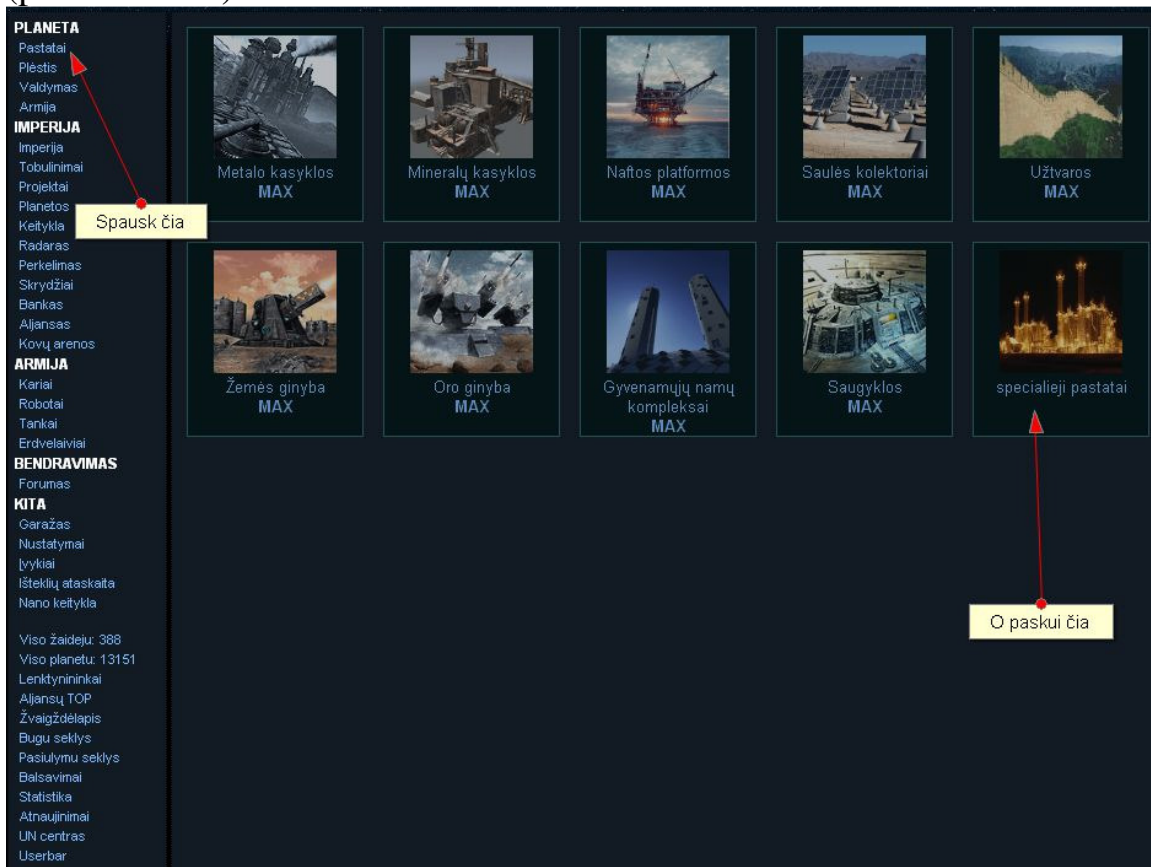 PLANETA
Pastatai
Plėstis
Valdymas
Armija
IMPERIJA
Imperija
Tobulinimai
Projektai
Planetos
Keitykla
Radaras
Perkelimas
Skrydžiai
Bankas
Aljansas
Kovų arenos
ARMIJA
Kariai
Robotai
Tankai
Erdvelaiviai
BENDRAVIMAS
Forumas
KITA
Garažas
Nustatymai
Įvykiai
Išteklių ataskaita
Nano keitykla
Viso žaideju: 388
Viso planetu: 13151
Lenktynininkai
Aljansų TOP
Žvaigždėlapis
Bugu seklys
Pasiulymu seklys
Balsavimai
Statistika
Atnaujinimai
UN centras
Userbar
Spausk čia
Metalo kasyklos
MAX
Mineralų kasyklos
MAX
Naftos platformos
MAX
Saulės kolektoriai
MAX
Užtvaros
MAX
Žemės ginyba
MAX
Oro ginyba
MAX
Gyvenamųjų namų
kompleksai
MAX
Saugyklos
MAX
specialieji pastatai
O paskui čia